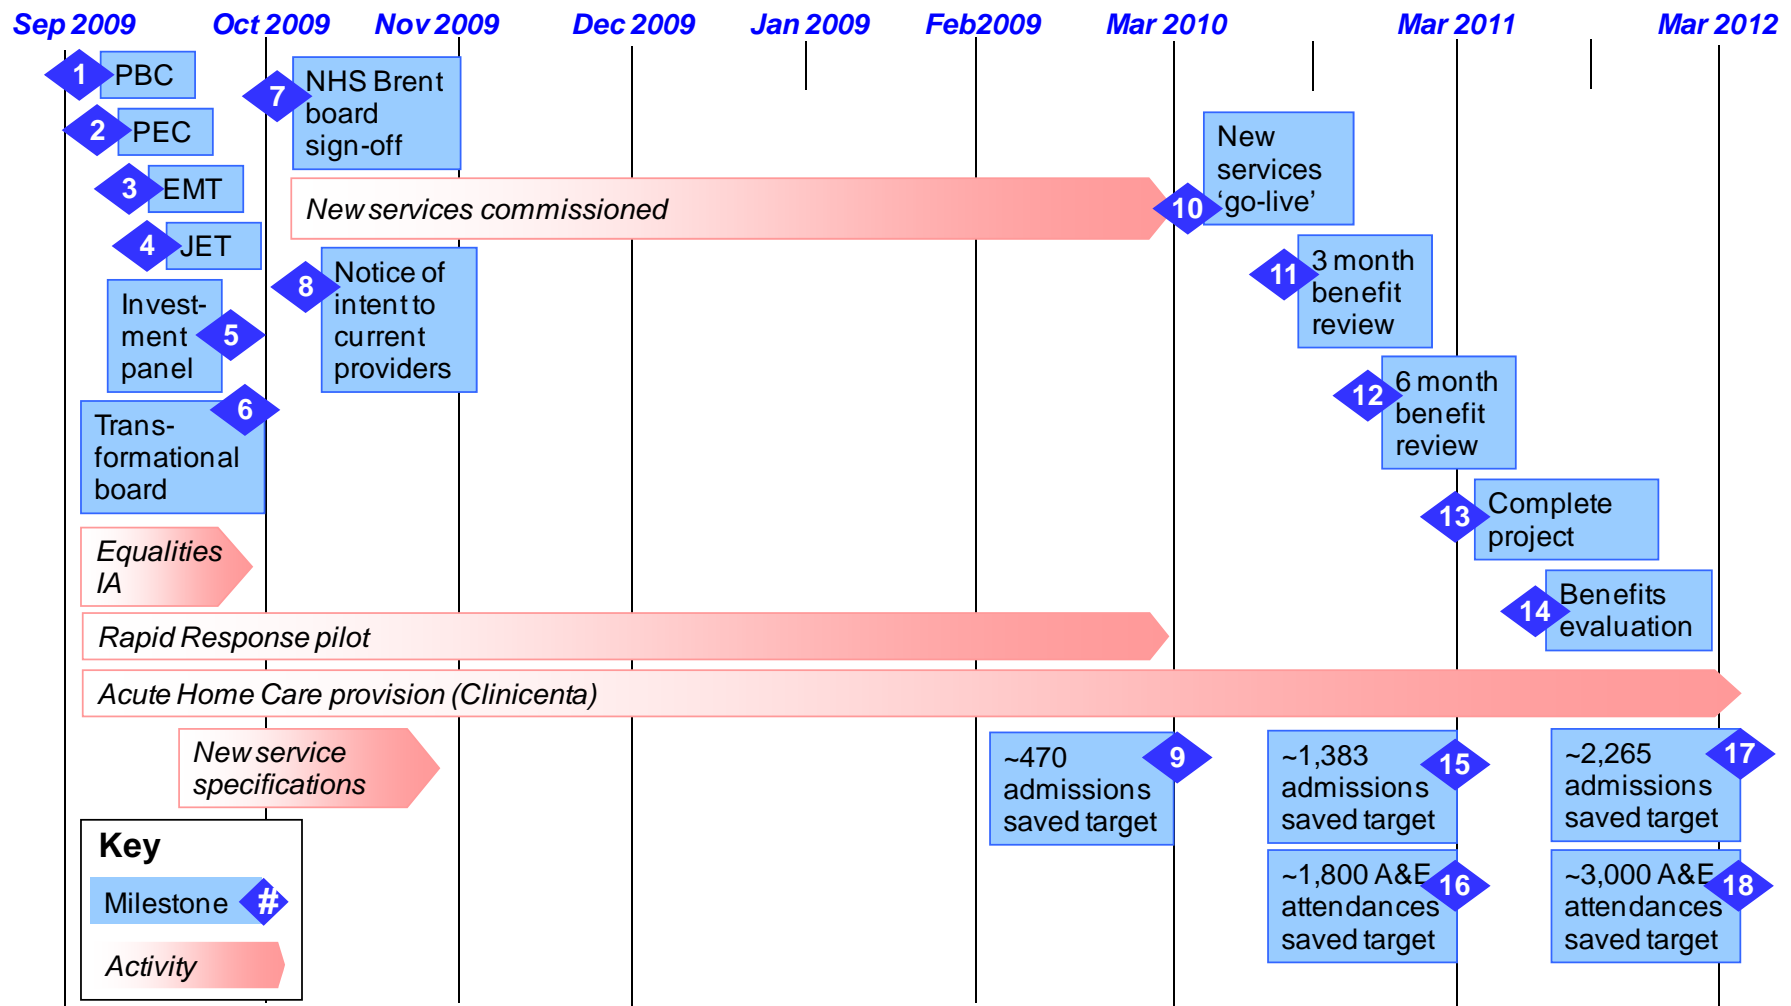 Sep 2009 Oct 2009 Nov 2009 Dec 2009 Jan 2009 Feb2009 Mar 2010 Mar 2011 Mar 2012
1 PBC
2 PEC
3 EMT
4 JET
Invest-
ment
panel
5
6
Trans-
formational
board
7
NHS Brent
board
sign-off
New services commissioned
8
Notice of
intent to
current
providers
10
New
services
‘go-live’
11
3 month
benefit
review
12
6 month
benefit
review
13
Complete
project
14
Benefits
evaluation
Equalities
IA
Rapid Response pilot
Acute Home Care provision (Clinicenta)
New service
specifications
~470
admissions
saved target
9
~1,383
admissions
saved target
15
~2,265
admissions
saved target
17
~1,800 A&E
attendances
saved target
16
~3,000 A&E
attendances
saved target
18
Key
Milestone #
Activity